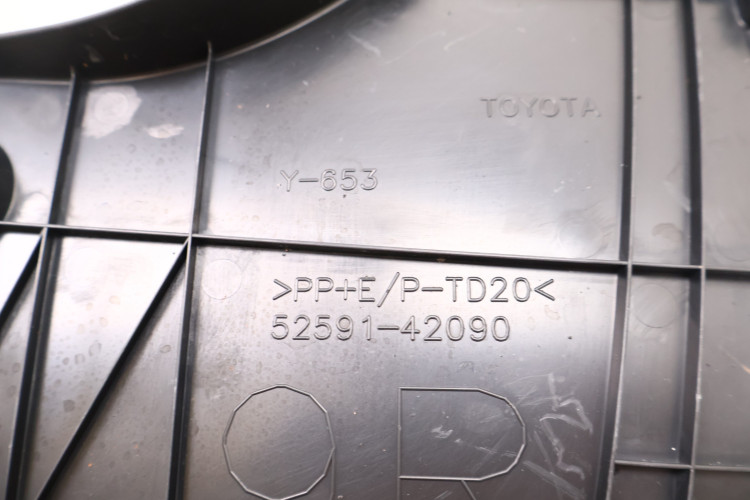 TOYOTA
Y-653
>PP+E/P-TD20<
52591-42090
R